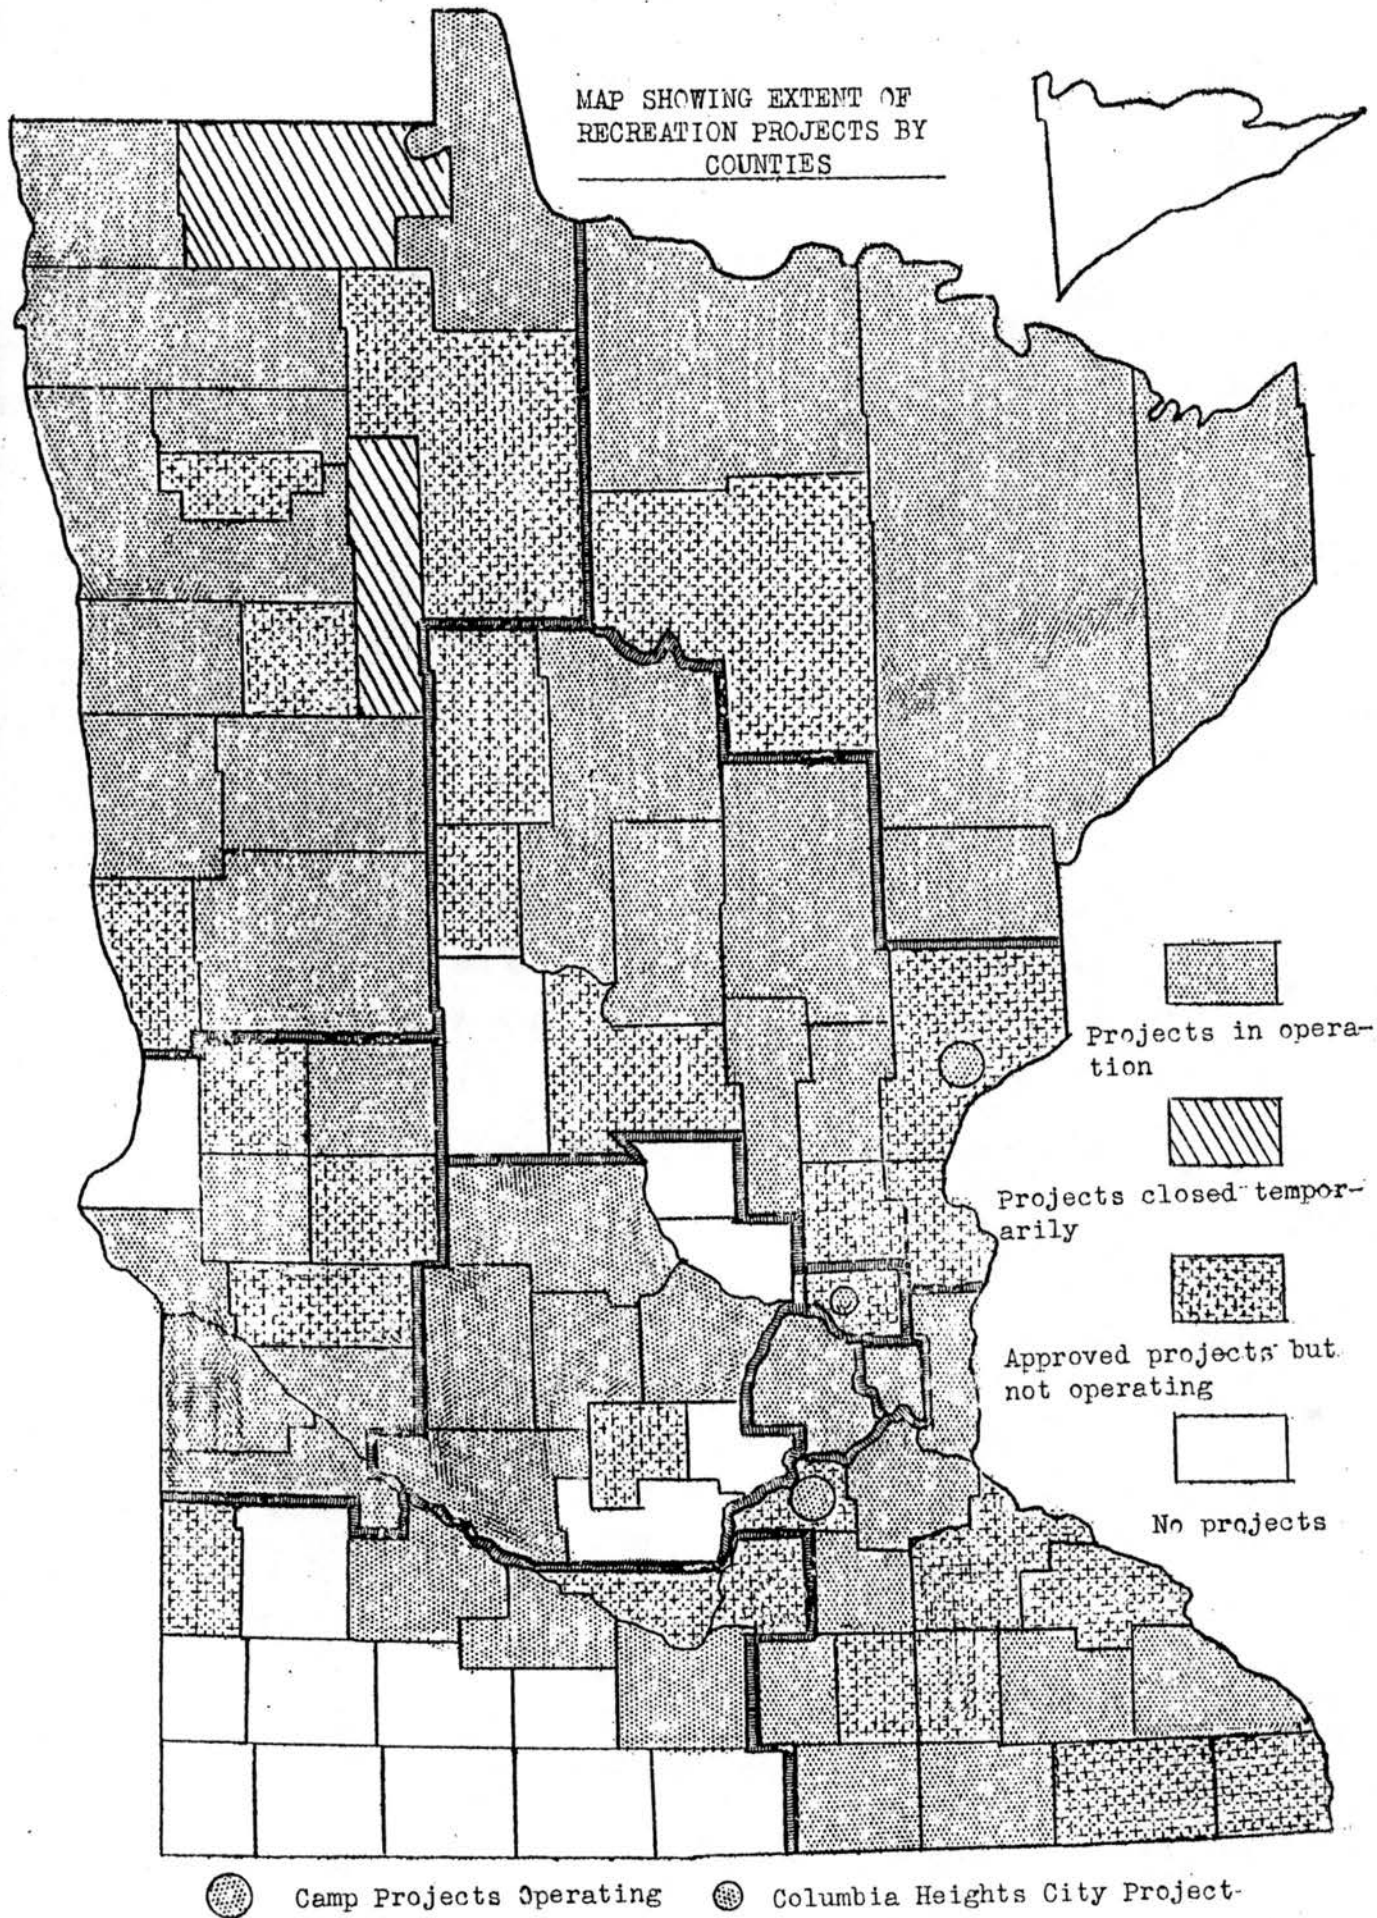 MAP SHOWING EXTENT OF
RECREATION PROJECTS BY
COUNTIES
Projects in opera-
tion
Projects closed tempor-
arily
Approved projects but
not operating
No projects
Camp Projects Operating
Columbia Heights City Project-